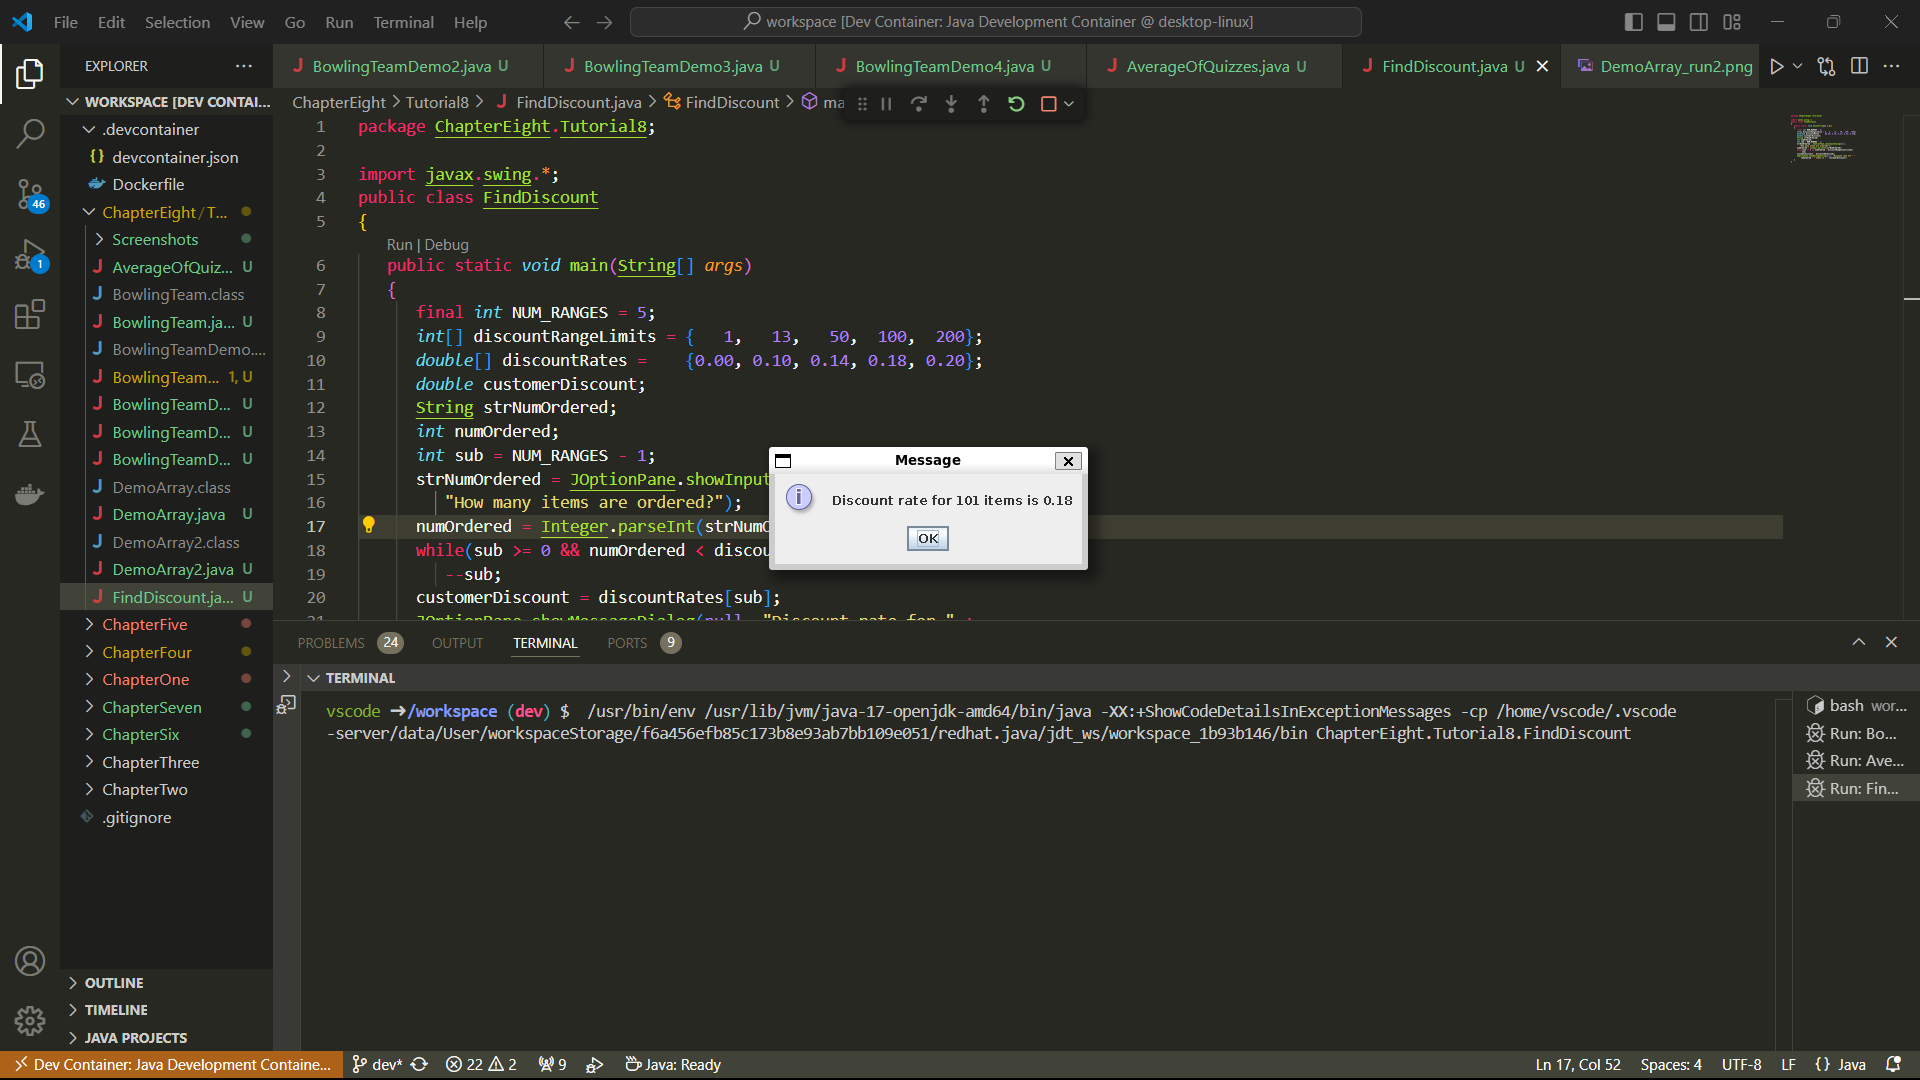 File Edit Selection View Go Run Terminal Help
workspace [Dev Container: Java Development Container @ desktop-linux]
EXPLORER
BowlingTeamDemo2.java U
BowlingTeamDemo3.java U
BowlingTeamDemo4.java U
AverageOfQuizzes.java U
FindDiscount.java U
DemoArray_run2.png
WORKSPACE [DEV CONTAI...
ChapterEight > Tutorial8 > FindDiscount.java > FindDiscount > ma
.devcontainer
devcontainer.json
Dockerfile
ChapterEight / T...
Screenshots
AverageOfQuiz... U
BowlingTeam.class
BowlingTeam.ja... U
BowlingTeamDemo....
BowlingTeam... 1, U
BowlingTeamD... U
BowlingTeamD... U
BowlingTeamD... U
DemoArray.class
DemoArray.java U
DemoArray2.class
DemoArray2.java U
FindDiscount.ja... U
ChapterFive
ChapterFour
ChapterOne
ChapterSeven
ChapterSix
ChapterThree
ChapterTwo
.gitignore
OUTLINE
TIMELINE
JAVA PROJECTS
46
1
1 package ChapterEight.Tutorial8;
2
3 import javax.swing.*;
4 public class FindDiscount
5 {
Run | Debug
6 public static void main(String[] args)
7 {
8 final int NUM_RANGES = 5;
9 int[] discountRangeLimits = { 1, 13, 50, 100, 200};
10 double[] discountRates = {0.00, 0.10, 0.14, 0.18, 0.20};
11 double customerDiscount;
12 String strNumOrdered;
13 int numOrdered;
14 int sub = NUM_RANGES - 1;
15 strNumOrdered = JOptionPane.showInput
16 "How many items are ordered?");
17 numOrdered = Integer.parseInt(strNumO
18 while(sub >= 0 && numOrdered < discou
19 --sub;
20 customerDiscount = discountRates[sub];
21 JOptionPane.showMessageDialog(null, "Discount rate for " +
Message
Discount rate for 101 items is 0.18
OK
PROBLEMS 24 OUTPUT TERMINAL PORTS 9
TERMINAL
vscode ➜/workspace (dev) $ /usr/bin/env /usr/lib/jvm/java-17-openjdk-amd64/bin/java -XX:+ShowCodeDetailsInExceptionMessages -cp /home/vscode/.vscode
-server/data/User/workspaceStorage/f6a456efb85c173b8e93ab7bb109e051/redhat.java/jdt_ws/workspace_1b93b146/bin ChapterEight.Tutorial8.FindDiscount
bash wor...
Run: Bo...
Run: Ave...
Run: Fin...
Dev Container: Java Development Containe... dev* 22 2 9 Java: Ready
Ln 17, Col 52 Spaces: 4 UTF-8 LF {} Java